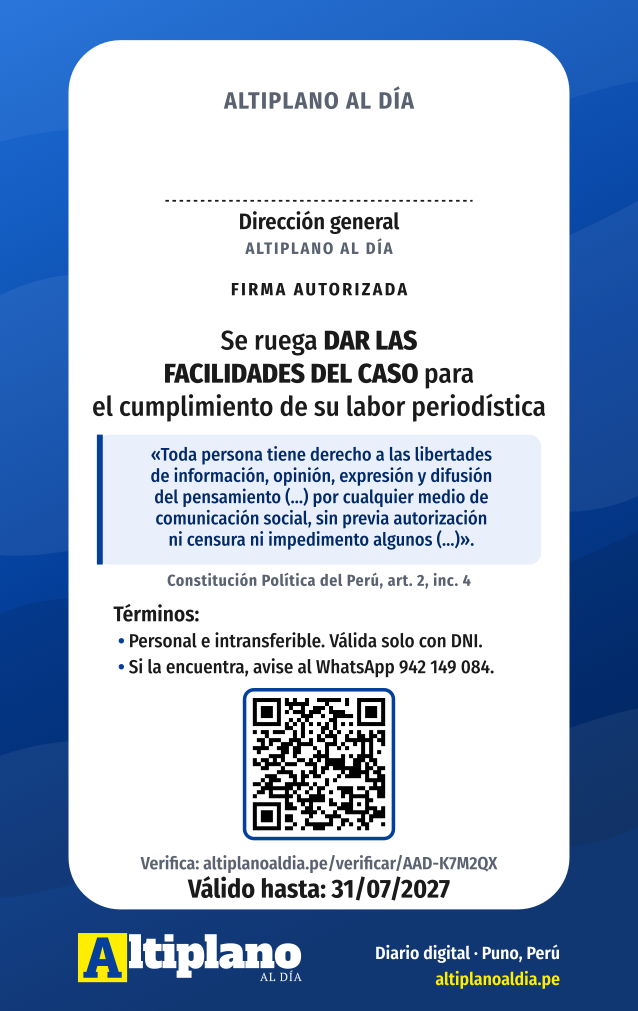 ALTIPLANO AL DÍA
Dirección general
ALTIPLANO AL DÍA
FIRMA AUTORIZADA
Se ruega DAR LAS
FACILIDADES DEL CASO para
el cumplimiento de su labor periodística
«Toda persona tiene derecho a las libertades
de información, opinión, expresión y difusión
del pensamiento (...) por cualquier medio de
comunicación social, sin previa autorización
ni censura ni impedimento algunos (...)».
Constitución Política del Perú, art. 2, inc. 4
Términos:
• Personal e intransferible. Válida solo con DNI.
• Si la encuentra, avise al WhatsApp 942 149 084.
Verifica: altiplanoaldia.pe/verificar/AAD-K7M2QX
Válido hasta: 31/07/2027
Altiplano
AL DÍA
Diario digital · Puno, Perú
altiplanoaldia.pe